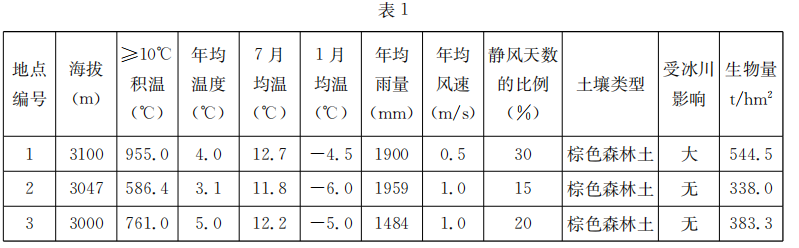 表1
地点编号 海拔(m) ≥10℃积温(℃) 年均温度(℃) 7月均温(℃) 1月均温(℃) 年均雨量(mm) 年均风速(m/s) 静风天数的比例(%) 土壤类型 受冰川影响 生物量t/hm²
1 3100 955.0 4.0 12.7 －4.5 1900 0.5 30 棕色森林土 大 544.5
2 3047 586.4 3.1 11.8 －6.0 1959 1.0 15 棕色森林土 无 338.0
3 3000 761.0 5.0 12.2 －5.0 1484 1.0 20 棕色森林土 无 383.3